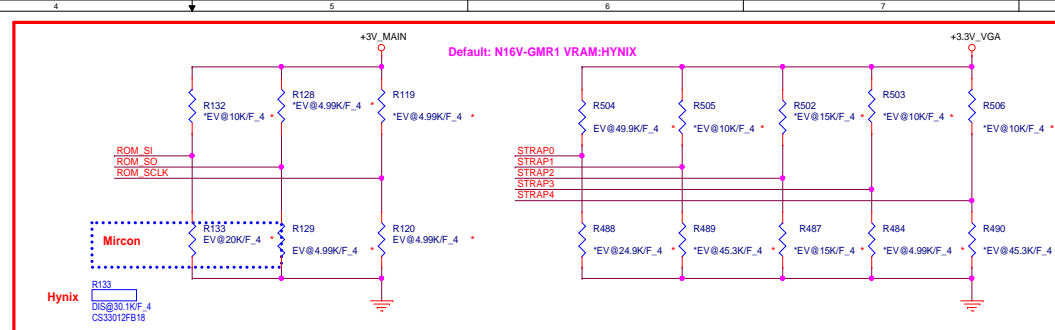 4 5 6 7
+3V_MAIN
+3.3V_VGA
Default: N16V-GMR1 VRAM:HYNIX
R132
*EV@10K/F_4 *
R128
*EV@4.99K/F_4 *
R119
*EV@4.99K/F_4 *
R504
EV@49.9K/F_4 *
R505
*EV@10K/F_4 *
R502
*EV@15K/F_4 *
R503
*EV@10K/F_4 *
R506
*EV@10K/F_4 *
ROM_SI
ROM_SO
ROM_SCLK
STRAP0
STRAP1
STRAP2
STRAP3
STRAP4
Mircon
R133
EV@20K/F_4 *
R129
EV@4.99K/F_4 *
R120
EV@4.99K/F_4 *
R488
*EV@24.9K/F_4 *
R489
*EV@45.3K/F_4 *
R487
*EV@15K/F_4 *
R484
*EV@4.99K/F_4 *
R490
*EV@45.3K/F_4 *
Hynix
R133
DIS@30.1K/F_4
CS33012FB18